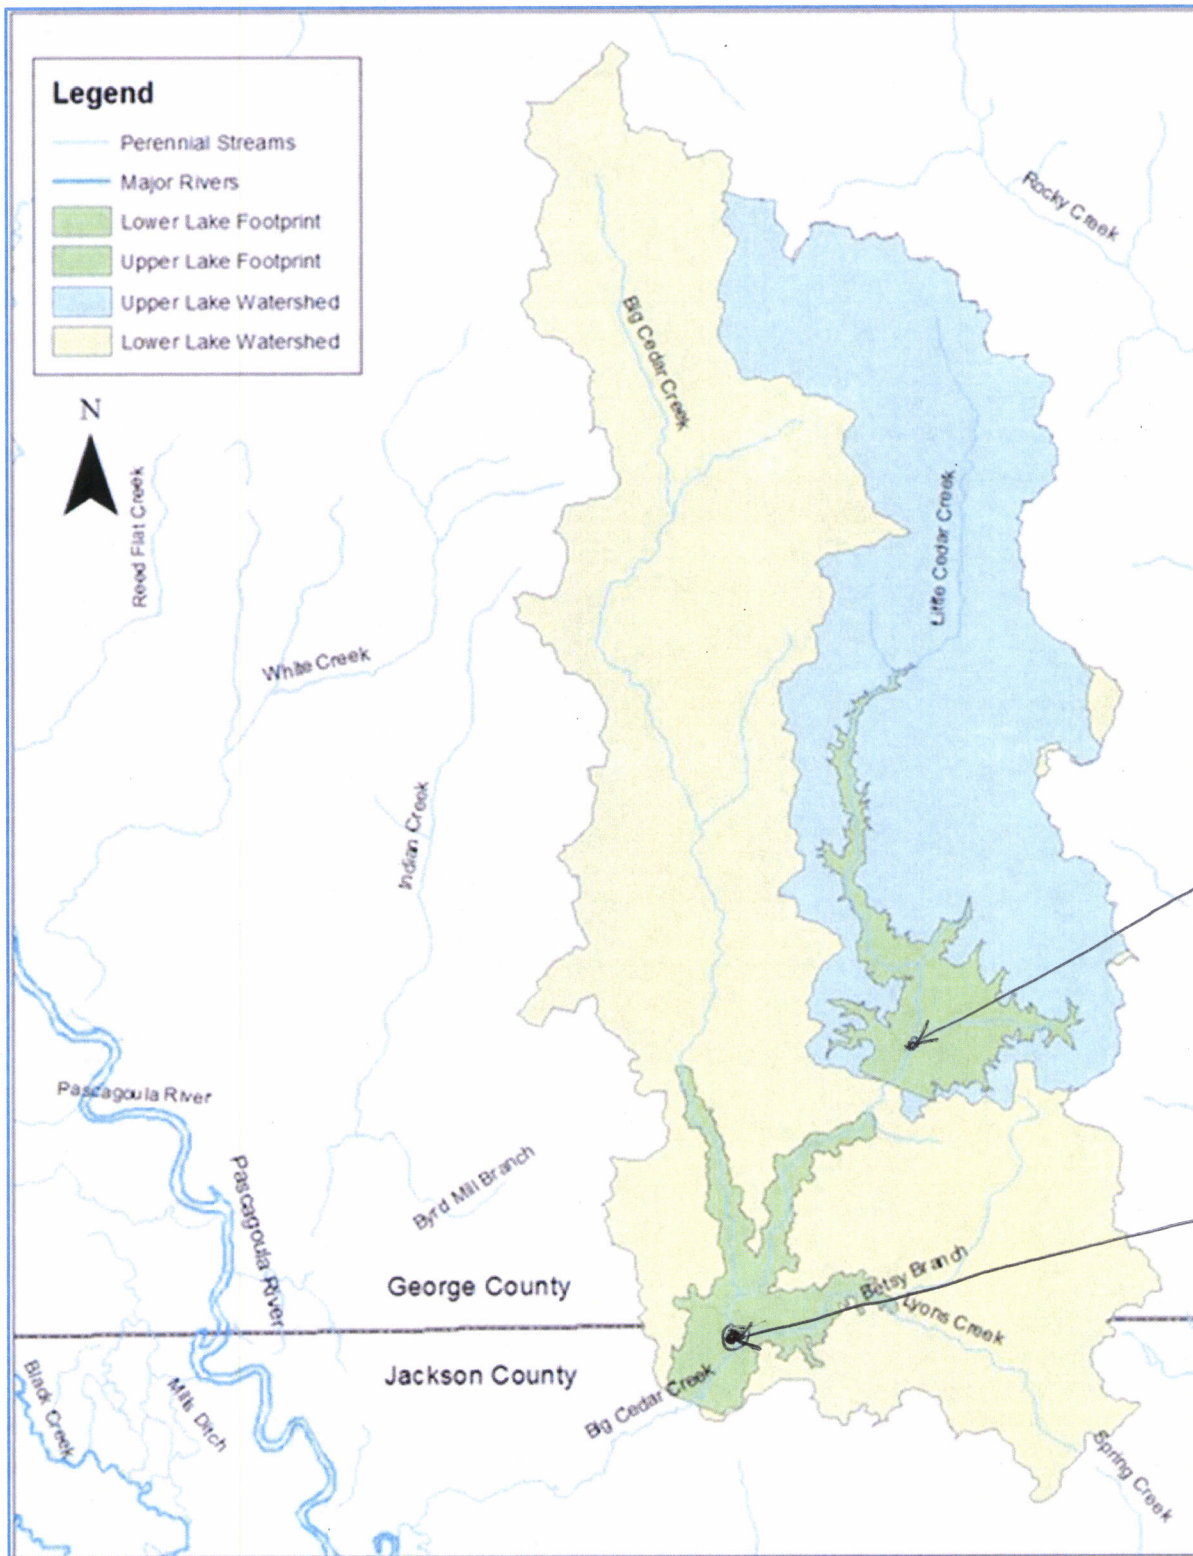 Legend
Perennial Streams
Major Rivers
Lower Lake Footprint
Upper Lake Footprint
Upper Lake Watershed
Lower Lake Watershed
N
Rocky Creek
Big Cedar Creek
Reed Flat Creek
Little Cedar Creek
White Creek
Indian Creek
Pascagoula River
Pascagoula River
Byrd Mill Branch
George County
Betsy Branch
Lyons Creek
Jackson County
Black Creek
Mills Ditch
Big Cedar Creek
Spring Creek